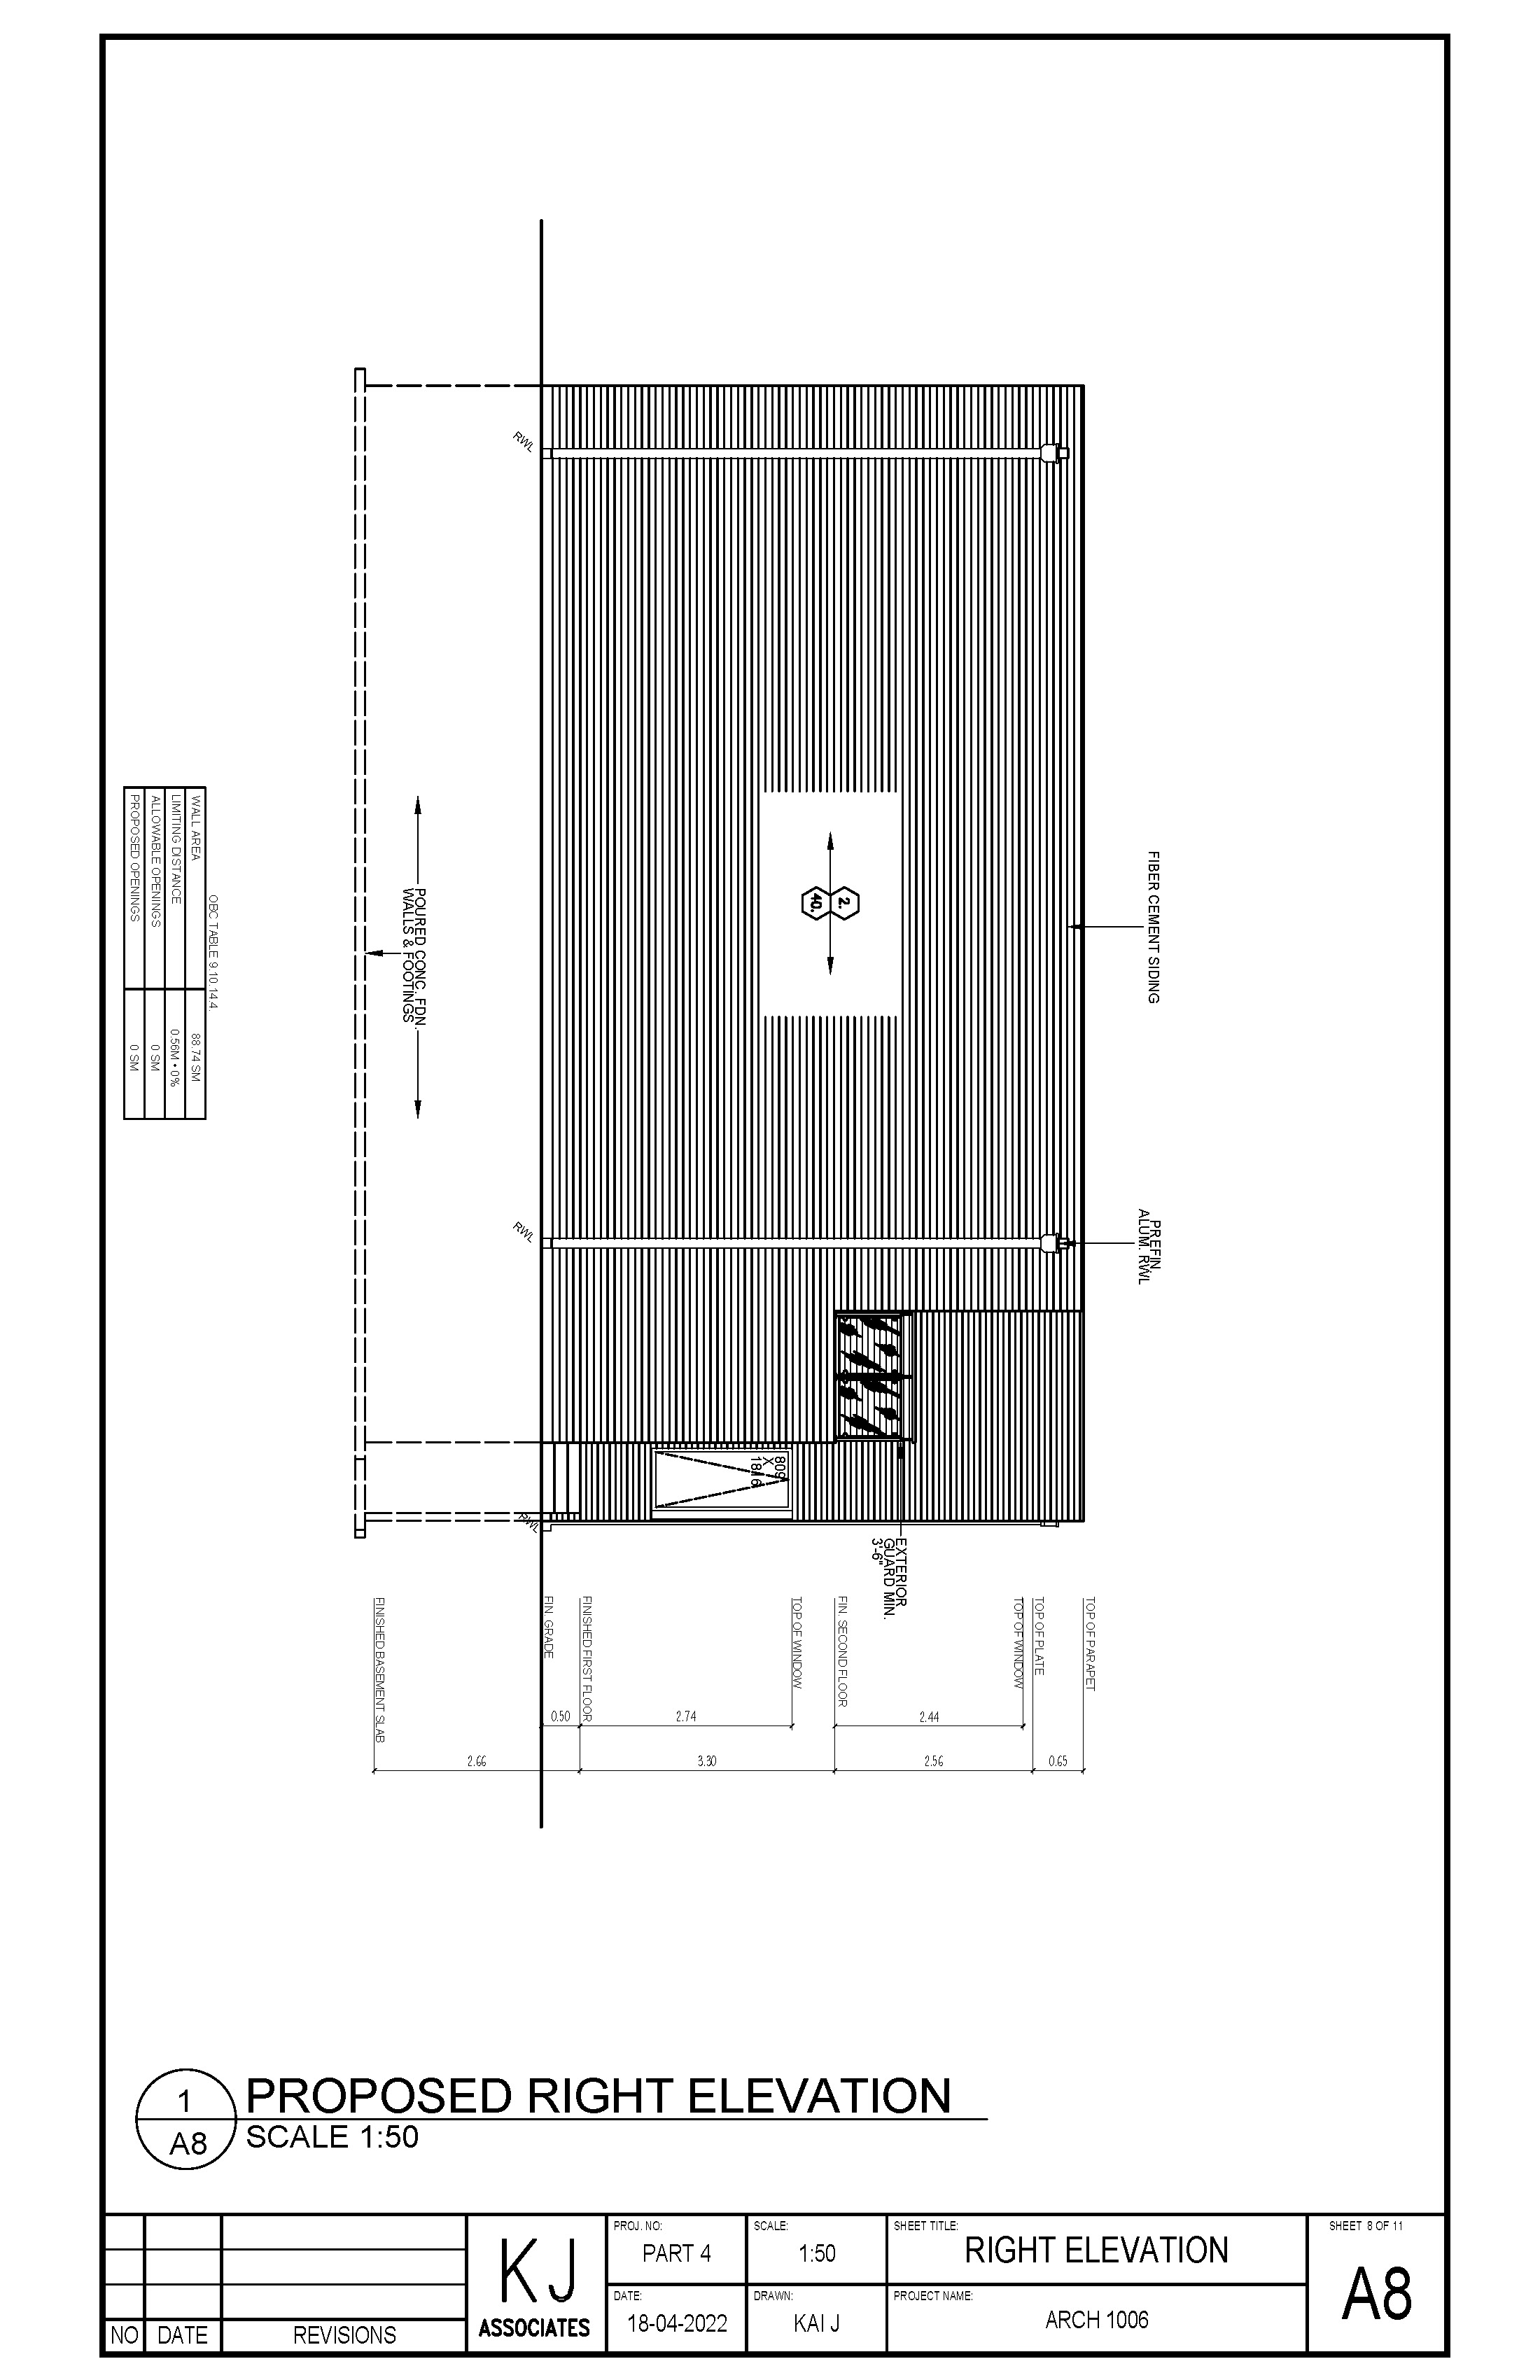 FIBER CEMENT SIDING
PREFIN.
ALUM. RWL
RWL
RWL
RWL
2.
40.
POURED CONC. FDN.
WALLS & FOOTINGS
809
X
1816
EXTERIOR
GUARD MIN.
3'-6"
TOP OF PARAPET
TOP OF PLATE
TOP OF WINDOW
FIN. SECOND FLOOR
TOP OF WINDOW
FINISHED FIRST FLOOR
FIN. GRADE
FINISHED BASEMENT SLAB
0.50
2.74
2.44
2.66
3.30
2.56
0.65
OBC TABLE 9.10.14.4.
WALL AREA 88.74 SM
LIMITING DISTANCE 0.56M • 0%
ALLOWABLE OPENINGS 0 SM
PROPOSED OPENINGS 0 SM
1
A8
PROPOSED RIGHT ELEVATION
SCALE 1:50
NO DATE REVISIONS
KJ
ASSOCIATES
PROJ. NO:
PART 4
DATE:
18-04-2022
SCALE:
1:50
DRAWN:
KAI J
SHEET TITLE:
RIGHT ELEVATION
PROJECT NAME:
ARCH 1006
SHEET 8 OF 11
A8